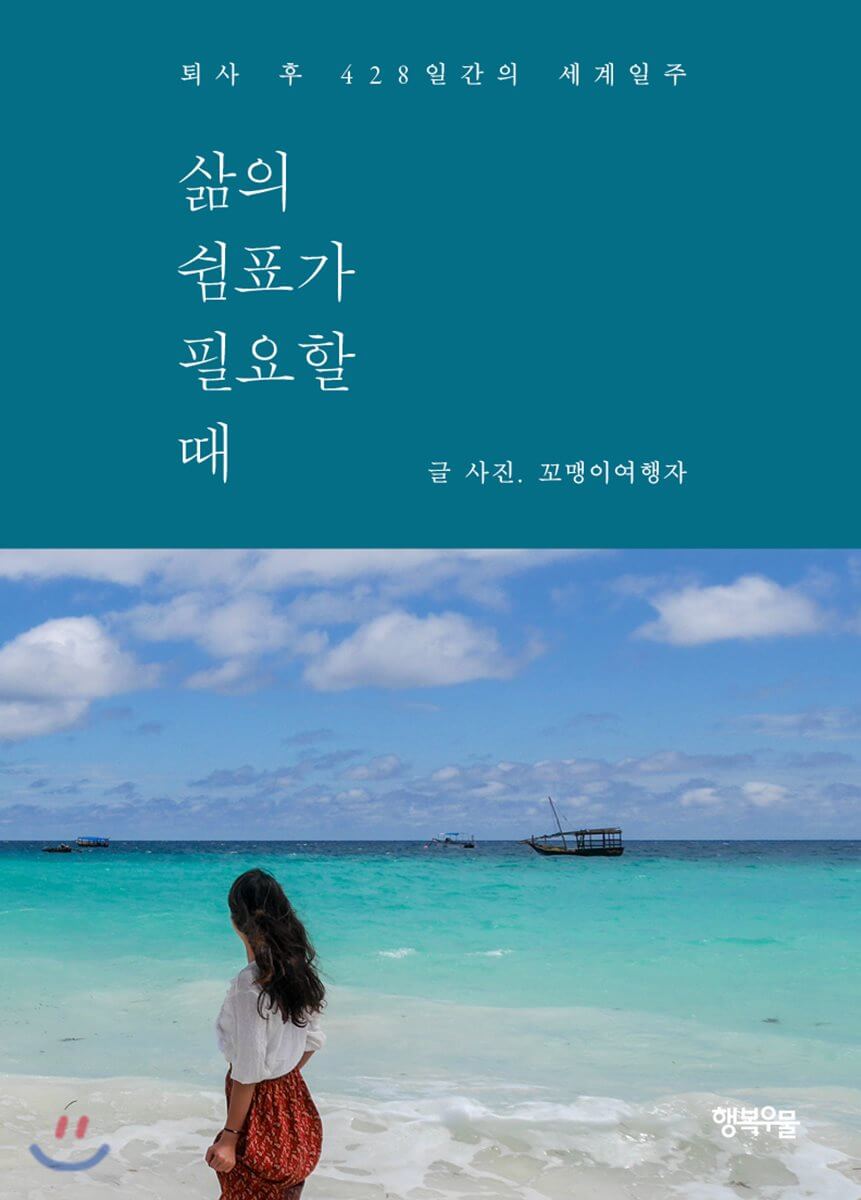 퇴사 후 428일간의 세계일주
삶의
쉼표가
필요할
때
글 사진. 꼬맹이여행자
행복우물